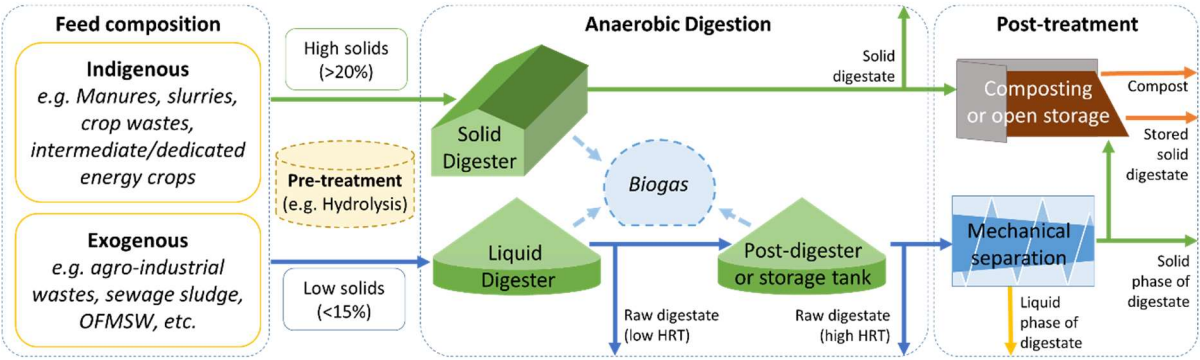 Feed composition
Indigenous
e.g. Manures, slurries,
crop wastes,
intermediate/dedicated
energy crops
Exogenous
e.g. agro-industrial
wastes, sewage sludge,
OFMSW, etc.
High solids
(>20%)
Pre-treatment
(e.g. Hydrolysis)
Low solids
(<15%)
Anaerobic Digestion
Solid
digestate
Solid
Digester
Biogas
Liquid
Digester
Post-digester
or storage tank
Raw digestate
(low HRT)
Raw digestate
(high HRT)
Post-treatment
Composting
or open storage
Compost
Stored
solid
digestate
Mechanical
separation
Solid
phase of
digestate
Liquid
phase of
digestate